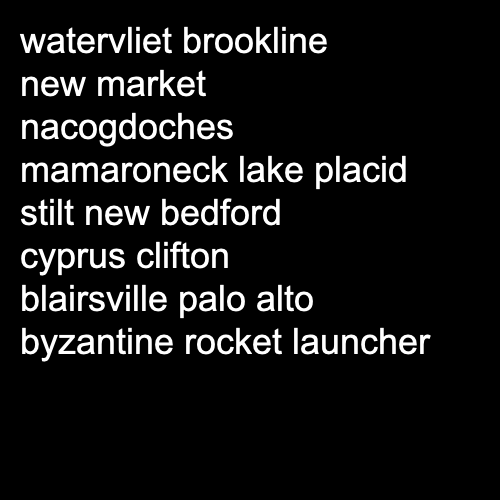 watervliet brookline
new market
nacogdoches
mamaroneck lake placid
stilt new bedford
cyprus clifton
blairsville palo alto
byzantine rocket launcher